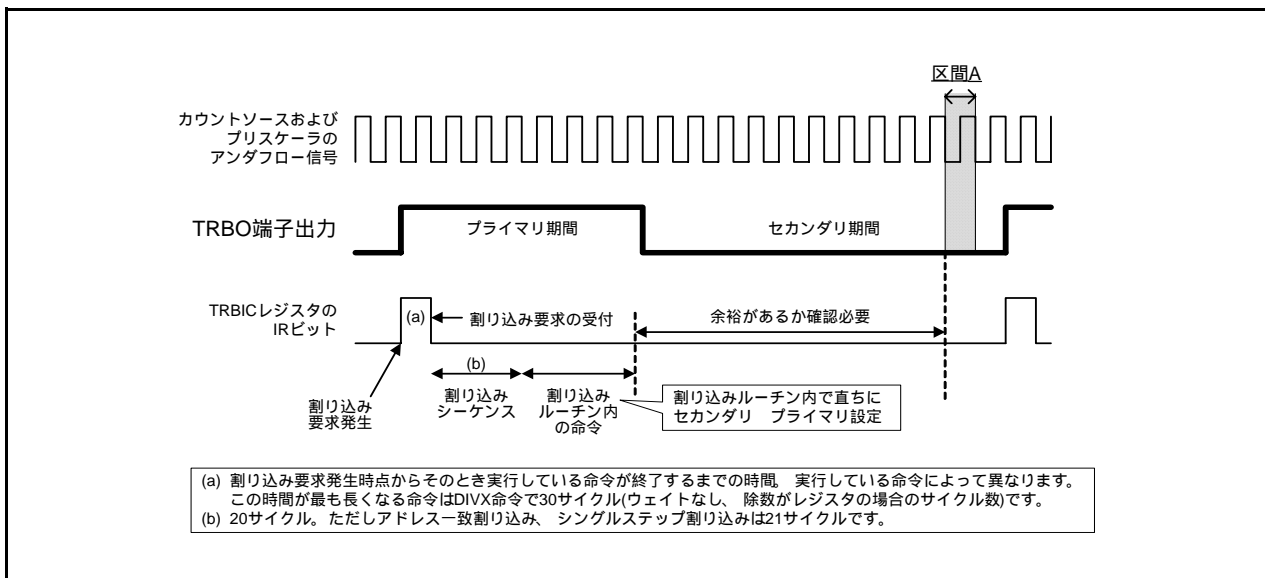 区間A
カウントソースおよび
プリスケーラの
アンダフロー信号
TRBO端子出力
プライマリ期間
セカンダリ期間
TRBICレジスタの
IRビット
(a)
割り込み要求の受付
余裕があるか確認必要
(b)
割り込み
要求発生
割り込み
シーケンス
割り込み
ルーチン内
の命令
割り込みルーチン内で直ちに
セカンダリ プライマリ設定
(a) 割り込み要求発生時点からそのとき実行している命令が終了するまでの時間。 実行している命令によって異なります。
この時間が最も長くなる命令はDIVX命令で30サイクル(ウェイトなし、 除数がレジスタの場合のサイクル数)です。
(b) 20サイクル。ただしアドレス一致割り込み、 シングルステップ割り込みは21サイクルです。